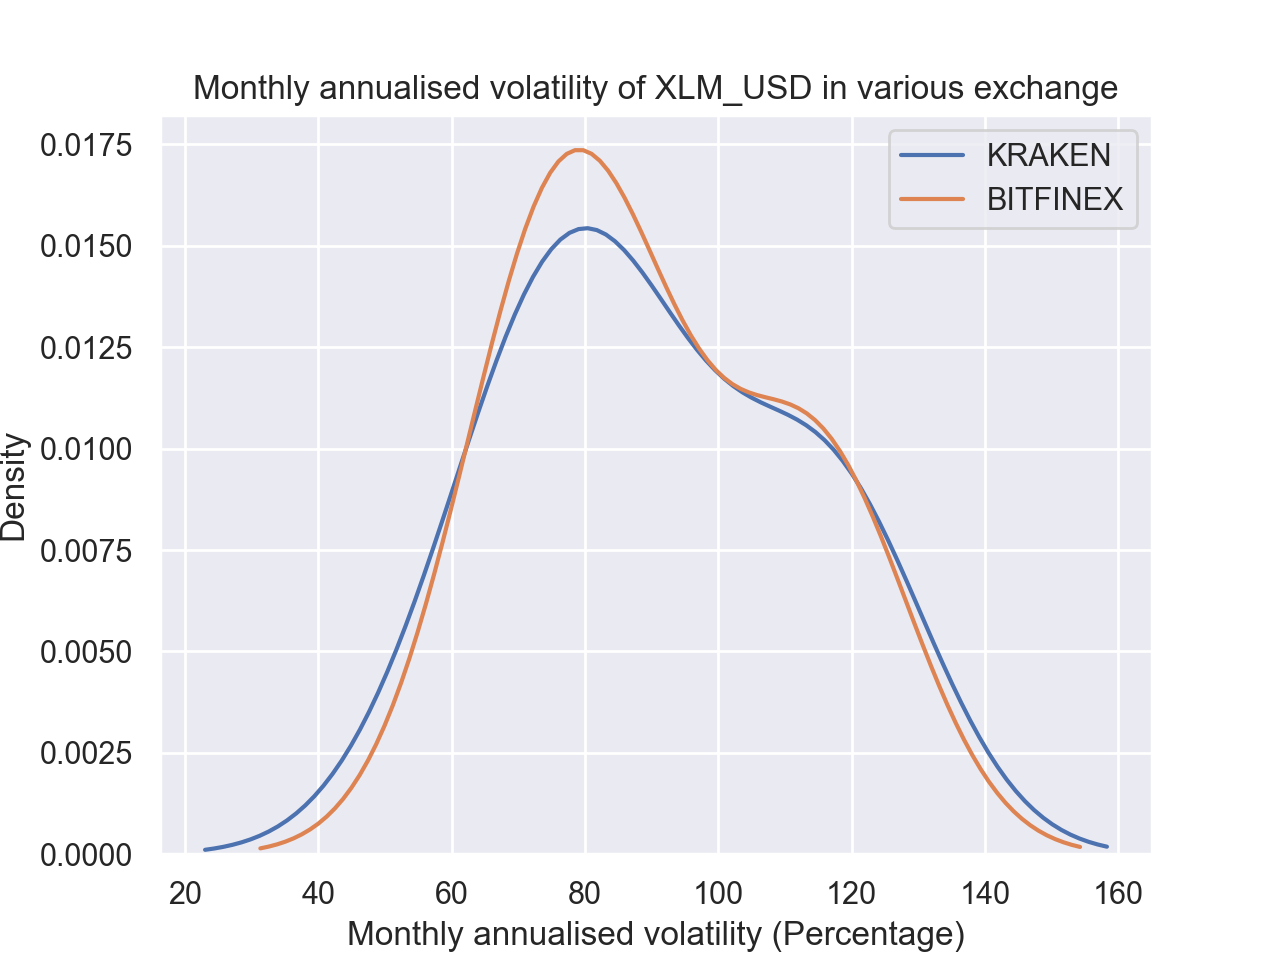 Monthly annualised volatility of XLM_USD in various exchange
KRAKEN
BITFINEX
Density
0.0175
0.0150
0.0125
0.0100
0.0075
0.0050
0.0025
0.0000
20 40 60 80 100 120 140 160
Monthly annualised volatility (Percentage)